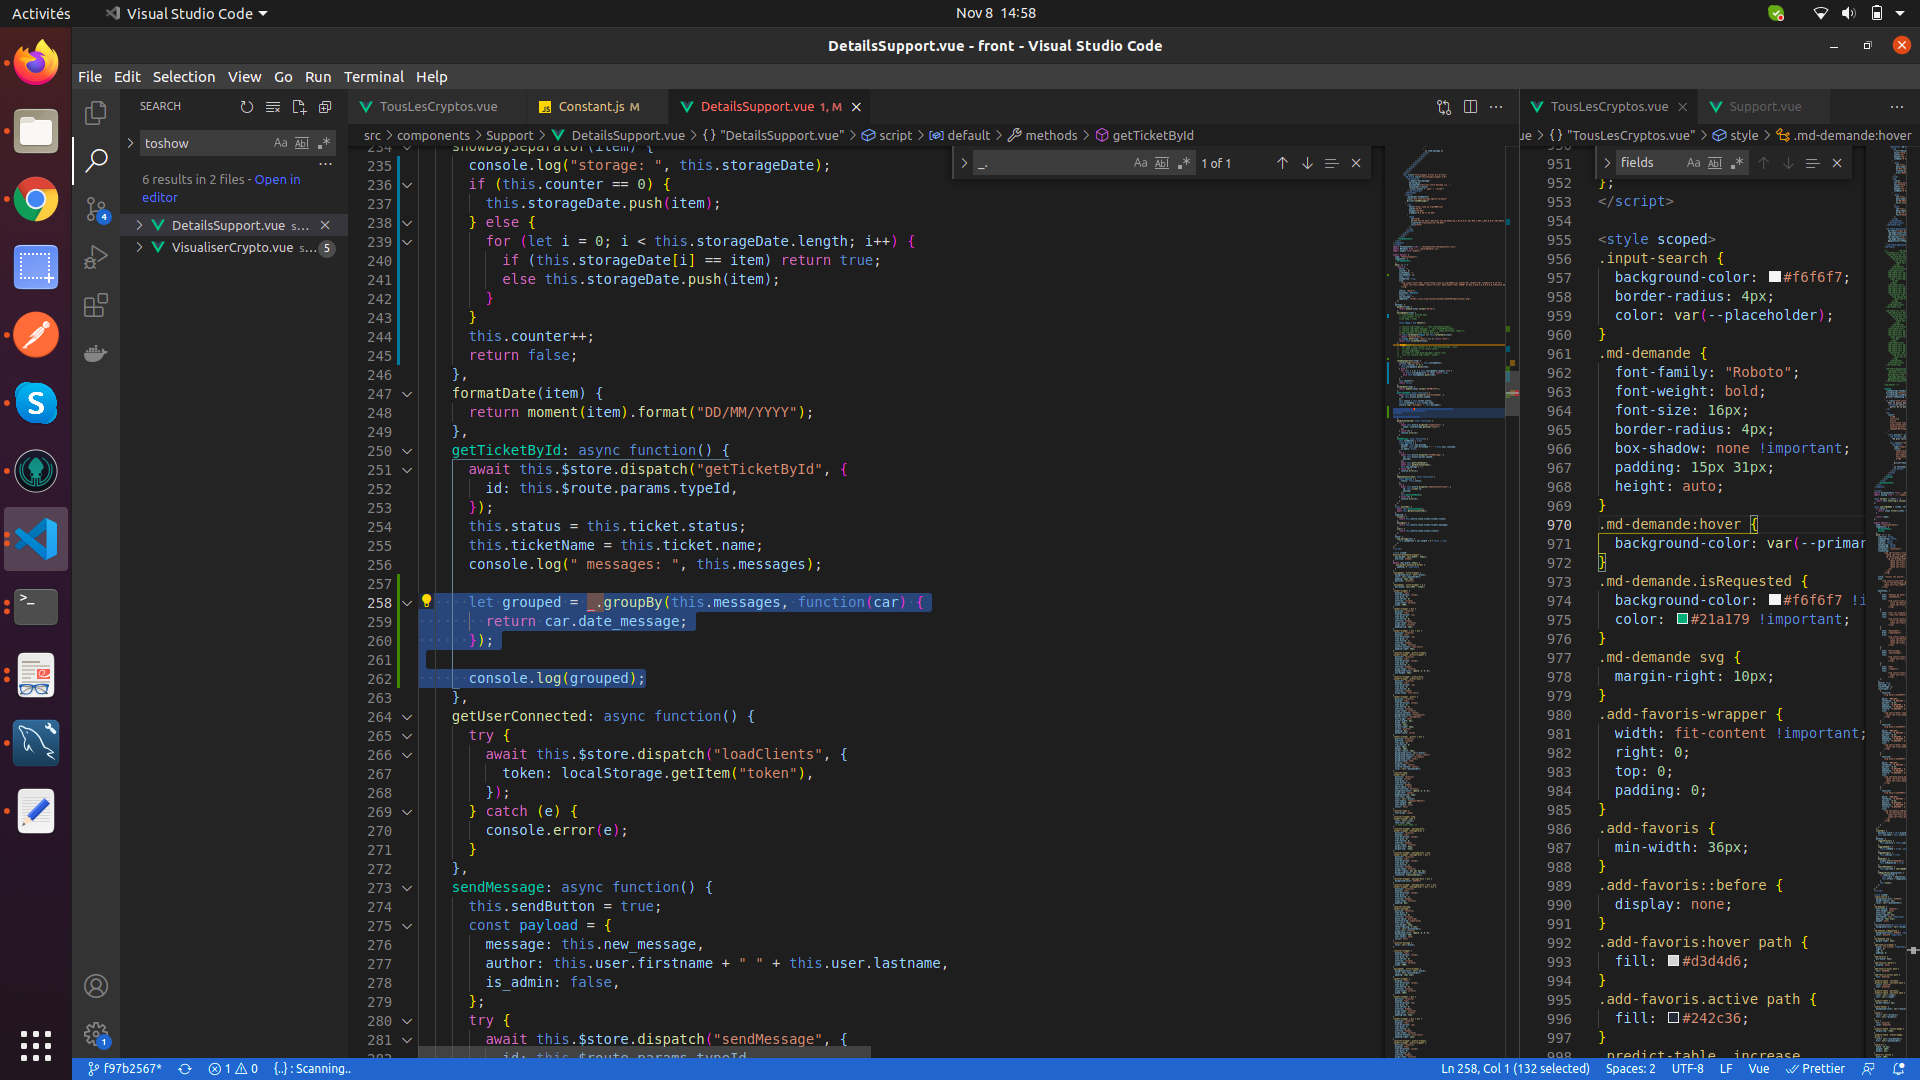 Activités
Visual Studio Code
Nov 8 14:58
DetailsSupport.vue - front - Visual Studio Code
File Edit Selection View Go Run Terminal Help
SEARCH
toshow
6 results in 2 files - Open in
editor
DetailsSupport.vue s...
VisualiserCrypto.vue s... 5
4
1
TousLesCryptos.vue
Constant.js M
DetailsSupport.vue 1, M
src > components > Support > DetailsSupport.vue > {} "DetailsSupport.vue" > script > default > methods > getTicketById
_.
1 of 1
234 showDaySeparator(item) {
235 console.log("storage: ", this.storageDate);
236 if (this.counter == 0) {
237 this.storageDate.push(item);
238 } else {
239 for (let i = 0; i < this.storageDate.length; i++) {
240 if (this.storageDate[i] == item) return true;
241 else this.storageDate.push(item);
242 }
243 }
244 this.counter++;
245 return false;
246 },
247 formatDate(item) {
248 return moment(item).format("DD/MM/YYYY");
249 },
250 getTicketById: async function() {
251 await this.$store.dispatch("getTicketById", {
252 id: this.$route.params.typeId,
253 });
254 this.status = this.ticket.status;
255 this.ticketName = this.ticket.name;
256 console.log(" messages: ", this.messages);
257
258 let grouped = _.groupBy(this.messages, function(car) {
259 return car.date_message;
260 });
261
262 console.log(grouped);
263 },
264 getUserConnected: async function() {
265 try {
266 await this.$store.dispatch("loadClients", {
267 token: localStorage.getItem("token"),
268 });
269 } catch (e) {
270 console.error(e);
271 }
272 },
273 sendMessage: async function() {
274 this.sendButton = true;
275 const payload = {
276 message: this.new_message,
277 author: this.user.firstname + " " + this.user.lastname,
278 is_admin: false,
279 };
280 try {
281 await this.$store.dispatch("sendMessage", {
282 id: this.$route.params.typeId,
TousLesCryptos.vue
Support.vue
ue > {} "TousLesCryptos.vue" > style > .md-demande:hover
fields
951
952 };
953 </script>
954
955 <style scoped>
956 .input-search {
957 background-color: #f6f6f7;
958 border-radius: 4px;
959 color: var(--placeholder);
960 }
961 .md-demande {
962 font-family: "Roboto";
963 font-weight: bold;
964 font-size: 16px;
965 border-radius: 4px;
966 box-shadow: none !important;
967 padding: 15px 31px;
968 height: auto;
969 }
970 .md-demande:hover {
971 background-color: var(--primar
972 }
973 .md-demande.isRequested {
974 background-color: #f6f6f7 !i
975 color: #21a179 !important;
976 }
977 .md-demande svg {
978 margin-right: 10px;
979 }
980 .add-favoris-wrapper {
981 width: fit-content !important;
982 right: 0;
983 top: 0;
984 padding: 0;
985 }
986 .add-favoris {
987 min-width: 36px;
988 }
989 .add-favoris::before {
990 display: none;
991 }
992 .add-favoris:hover path {
993 fill: #d3d4d6;
994 }
995 .add-favoris.active path {
996 fill: #242c36;
997 }
998 .predict-table .increase
f97b2567* 1 0 {..} : Scanning..
Ln 258, Col 1 (132 selected) Spaces: 2 UTF-8 LF Vue Prettier